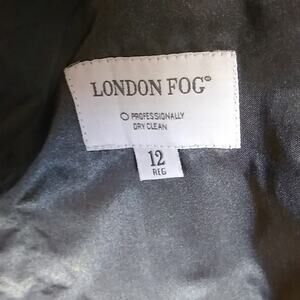 LONDON FOG®
PROFESSIONALLY
DRY CLEAN
12
REG